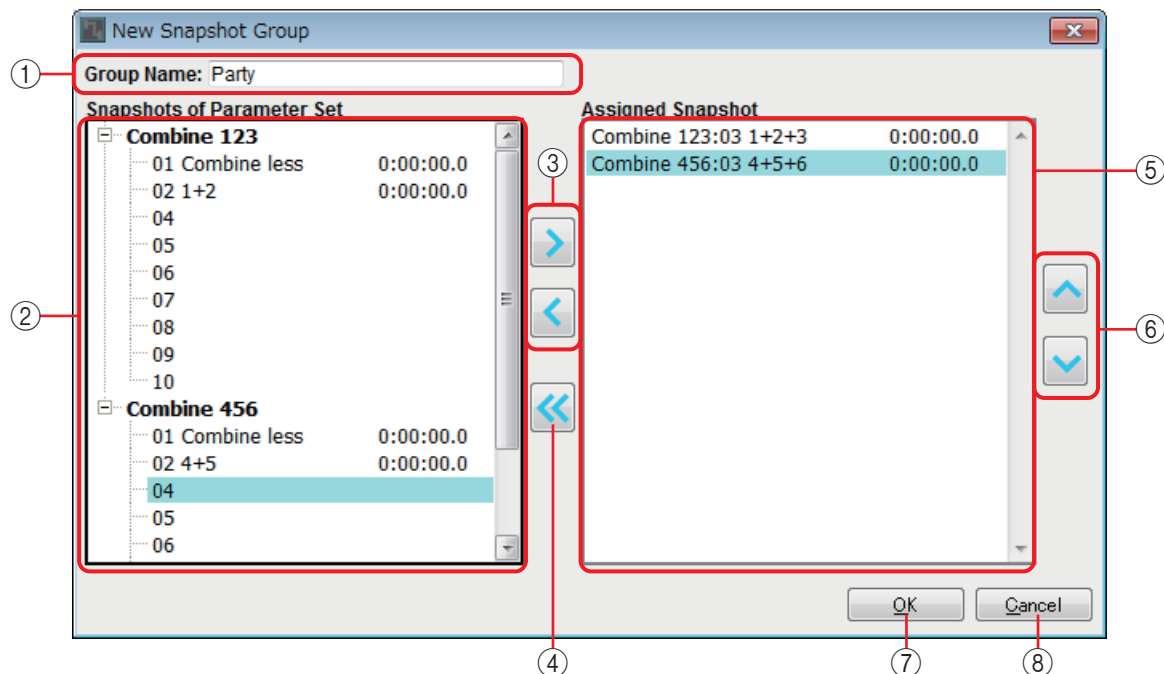 New Snapshot Group
① Group Name: Party
Snapshots of Parameter Set
Combine 123
01 Combine less 0:00:00.0
02 1+2 0:00:00.0
04
05
06
07
08
09
10
Combine 456
01 Combine less 0:00:00.0
02 4+5 0:00:00.0
04
05
06
②
③
④
Assigned Snapshot
Combine 123:03 1+2+3 0:00:00.0
Combine 456:03 4+5+6 0:00:00.0
⑤
⑥
OK Cancel
⑦ ⑧